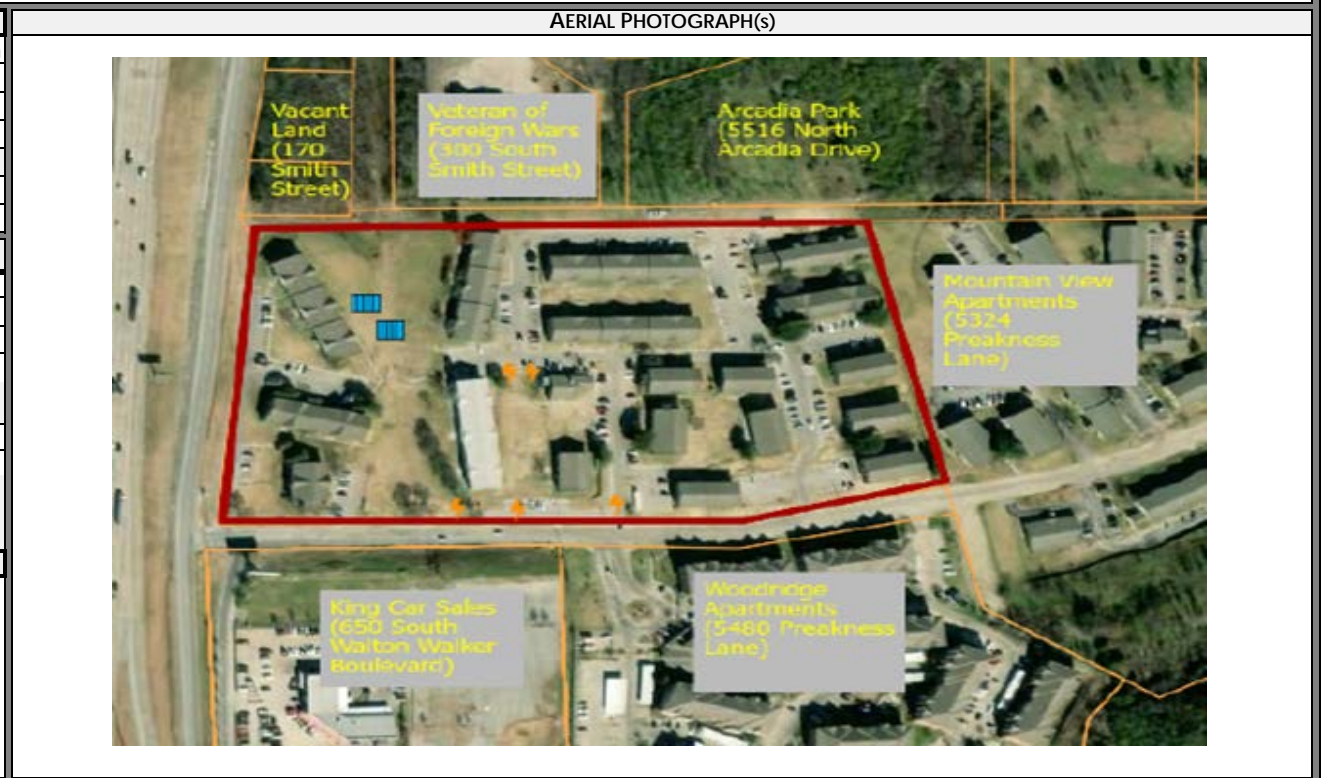 AERIAL PHOTOGRAPH(s)
Vacant
Land
(170
Smith
Street)
Veteran of
Foreign Wars
(300 South
Smith Street)
Arcadia Park
(5516 North
Arcadia Drive)
Mountain View
Apartments
(5324
Preakness
Lane)
King Car Sales
(650 South
Walton Walker
Boulevard)
Woodridge
Apartments
(5480 Preakness
Lane)